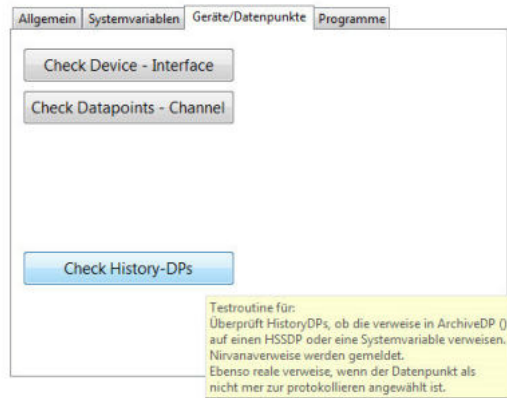 Allgemein Systemvariablen Geräte/Datenpunkte Programme
Check Device - Interface
Check Datapoints - Channel
Check History-DPs
Testroutine für:
Überprüft HistoryDPs, ob die verweise in ArchiveDP ()
auf einen HSSDP oder eine Systemvariable verweisen.
Nirvanaverweise werden gemeldet.
Ebenso reale verweise, wenn der Datenpunkt als
nicht mer zur protokollieren angewählt ist.